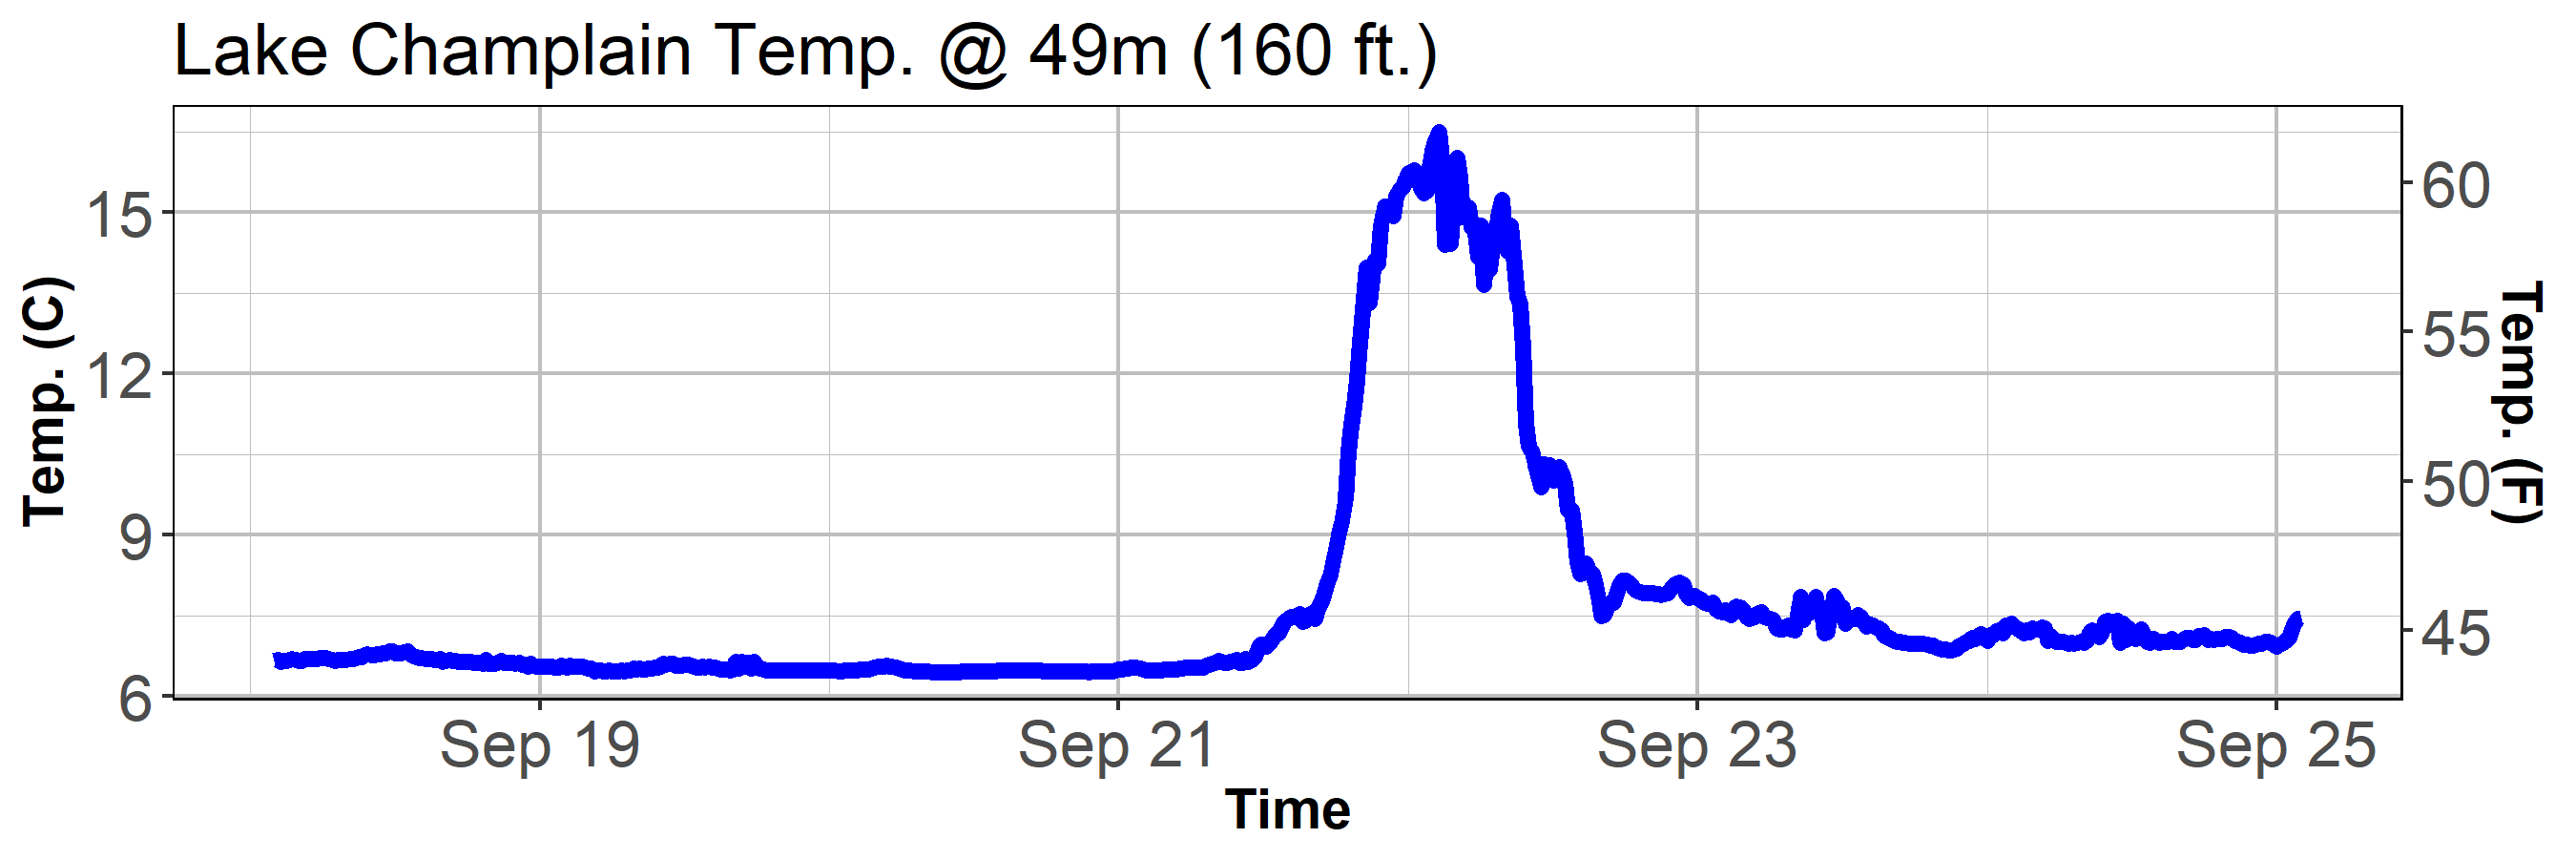 Lake Champlain Temp. @ 49m (160 ft.)
Temp. (C)
15
12
9
6
60
55
50
45
Temp. (F)
Sep 19
Sep 21
Sep 23
Sep 25
Time